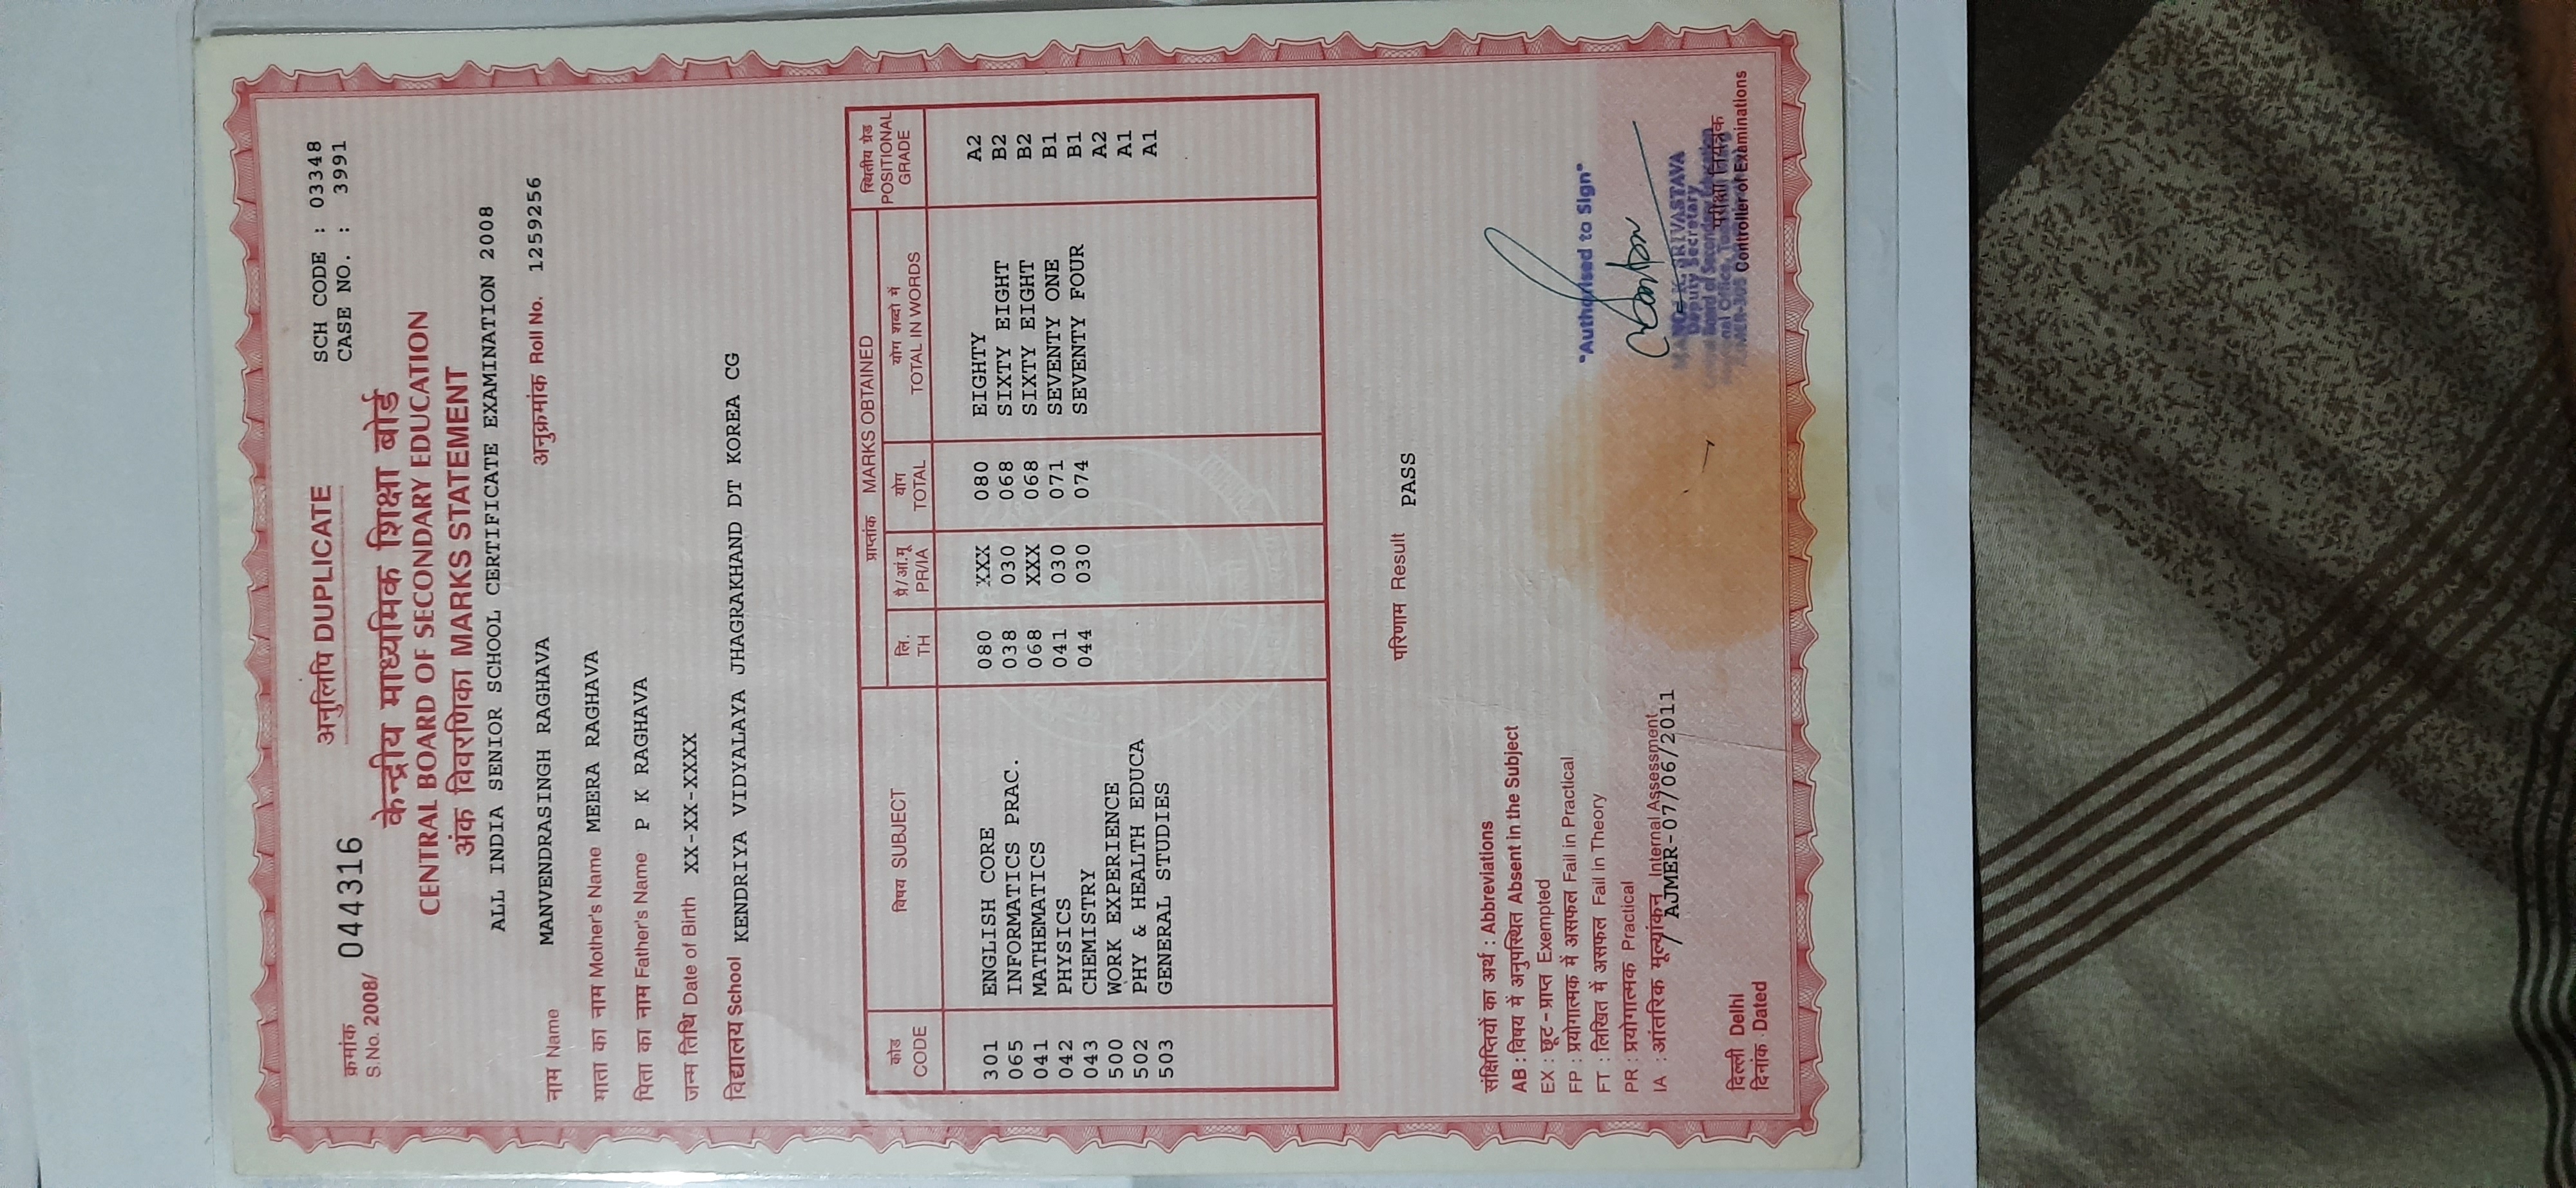 अनुलिपि DUPLICATE
SCH CODE : 03348
CASE NO. : 3991
क्रमांक
S.No. 2008/ 044316
केन्द्रीय माध्यमिक शिक्षा बोर्ड
CENTRAL BOARD OF SECONDARY EDUCATION
अंक विवरणिका MARKS STATEMENT
ALL INDIA SENIOR SCHOOL CERTIFICATE EXAMINATION 2008
नाम Name MANVENDRASINGH RAGHAVA अनुक्रमांक Roll No. 1259256
माता का नाम Mother's Name MEERA RAGHAVA
पिता का नाम Father's Name P K RAGHAVA
जन्म तिथि Date of Birth XX-XX-XXXX
विद्यालय School KENDRIYA VIDYALAYA JHAGRAKHAND DT KOREA CG
कोड CODE
विषय SUBJECT
प्राप्तांक MARKS OBTAINED
लि. TH
प्रै/आं.मू PR/IA
योग TOTAL
योग शब्दो में TOTAL IN WORDS
स्थितीय ग्रेड POSITIONAL GRADE
301 ENGLISH CORE 080 XXX 080 EIGHTY A2
065 INFORMATICS PRAC. 038 030 068 SIXTY EIGHT B2
041 MATHEMATICS 068 XXX 068 SIXTY EIGHT B2
042 PHYSICS 041 030 071 SEVENTY ONE B1
043 CHEMISTRY 044 030 074 SEVENTY FOUR B1
500 WORK EXPERIENCE A2
502 PHY & HEALTH EDUCA A1
503 GENERAL STUDIES A1
परिणाम Result PASS
संक्षिप्तियों का अर्थ : Abbreviations
AB : विषय में अनुपस्थित Absent in the Subject
EX : छूट-प्राप्त Exempted
FP : प्रयोगात्मक में असफल Fail in Practical
FT : लिखित में असफल Fail in Theory
PR : प्रयोगात्मक Practical
IA : आंतरिक मूल्यांकन Internal Assessment
/ AJMER-07/06/2011
दिल्ली Delhi
दिनांक Dated
"Authorised to Sign"
MANOJ K. SRIVASTAVA
Deputy Secretary
Board of Secondary Education
परीक्षा नियंत्रक
Controller of Examinations